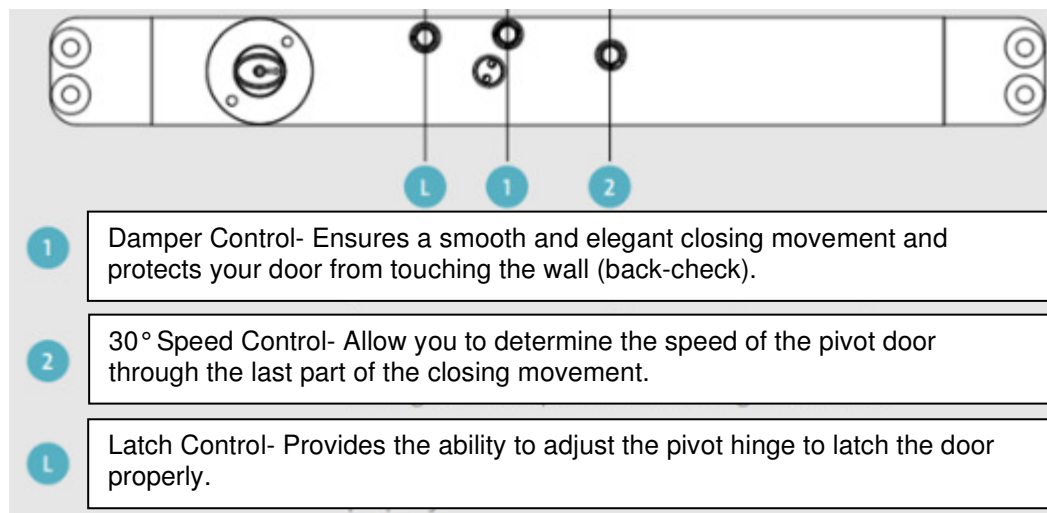 L 1 2
1
Damper Control- Ensures a smooth and elegant closing movement and
protects your door from touching the wall (back-check).
2
30° Speed Control- Allow you to determine the speed of the pivot door
through the last part of the closing movement.
L
Latch Control- Provides the ability to adjust the pivot hinge to latch the door
properly.